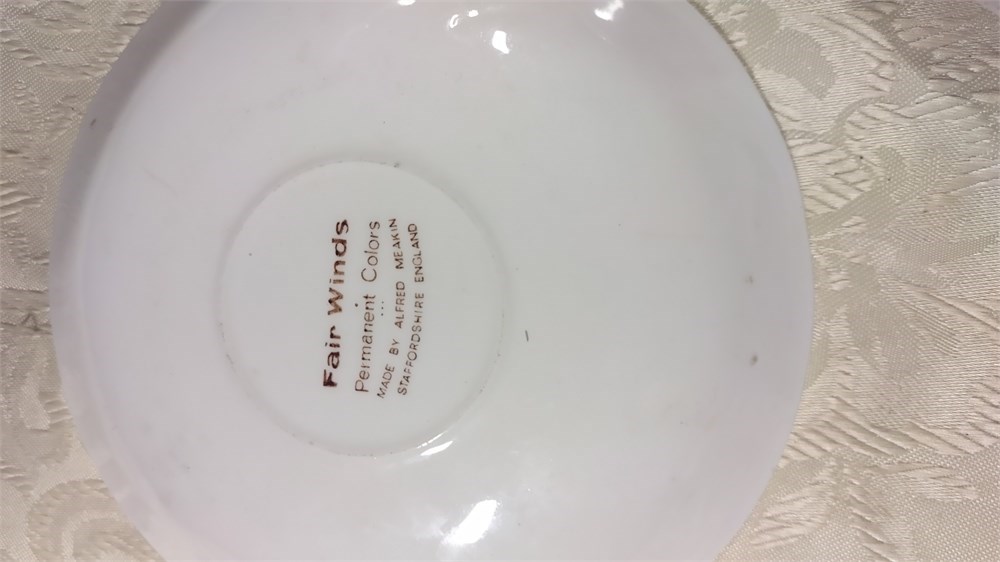 Fair Winds
Permanent Colors
MADE BY ALFRED MEAKIN
STAFFORDSHIRE ENGLAND